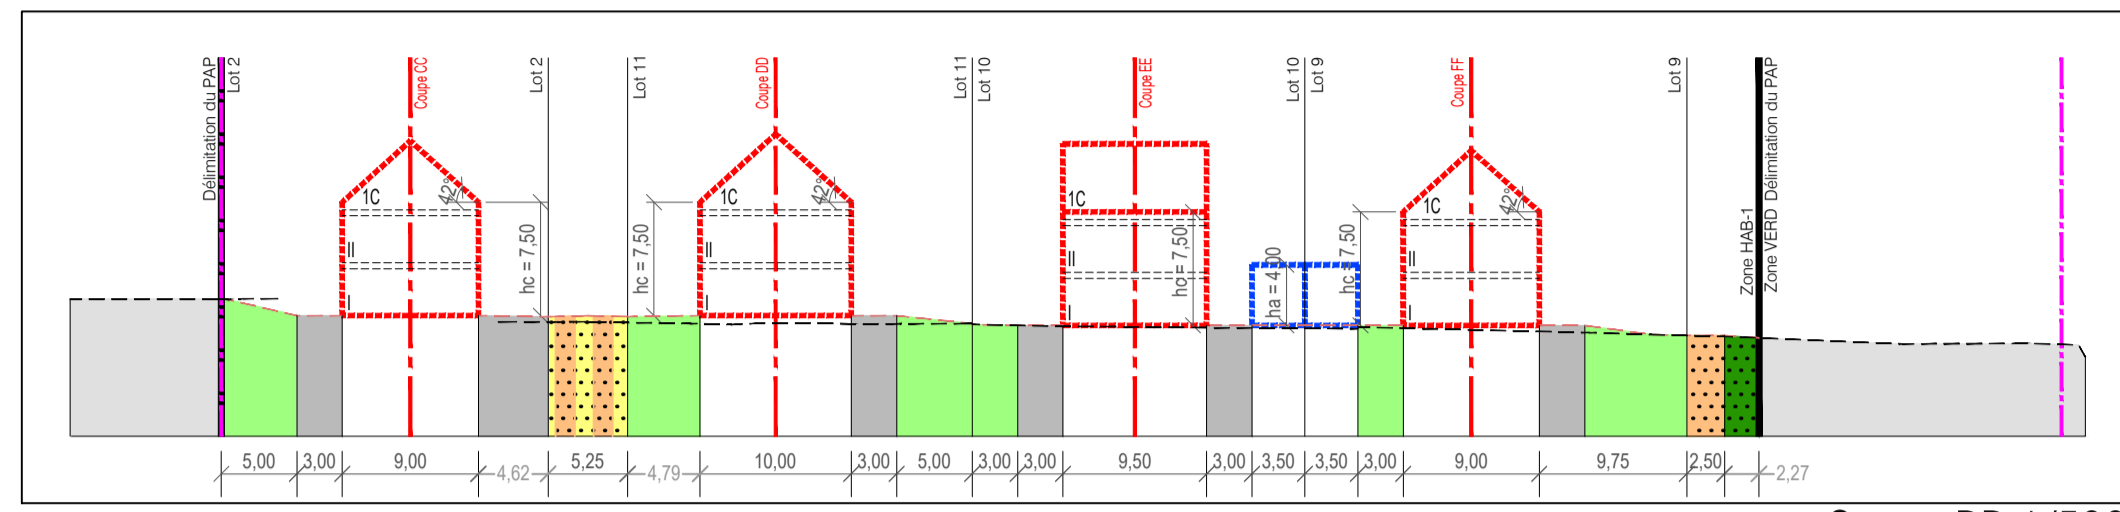 Délimitation du PAP
Lot 2
Coupe CC
Lot 2
Lot 11
Coupe DD
Lot 11
Lot 10
Coupe EE
Lot 10
Lot 9
Coupe FF
Lot 9
Zone HAB-1
Zone VERD Délimitation du PAP
1C
42°
II
I
hc = 7,50
hc = 7,50
1C
42°
II
I
1C
II
I
hc = 7,50
ha = 4,00
hc = 7,50
1C
42°
II
I
5,00 3,00 9,00 4,62 5,25 4,79 10,00 3,00 5,00 3,00 3,00 9,50 3,00 3,50 3,50 3,00 9,00 9,75 2,50 2,27